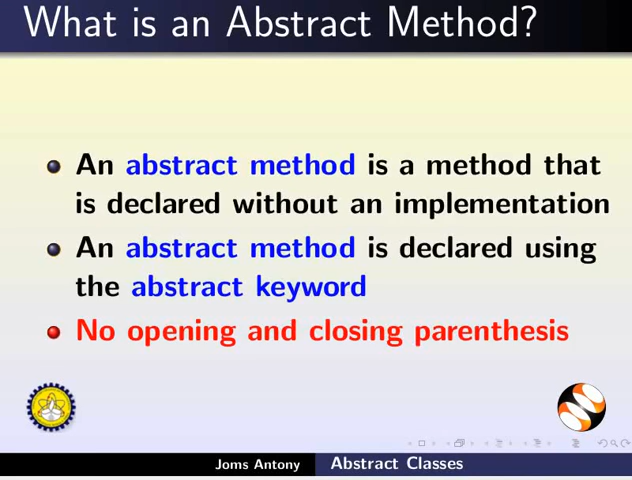 What is an Abstract Method?
An abstract method is a method that
is declared without an implementation
An abstract method is declared using
the abstract keyword
No opening and closing parenthesis
Joms Antony
Abstract Classes